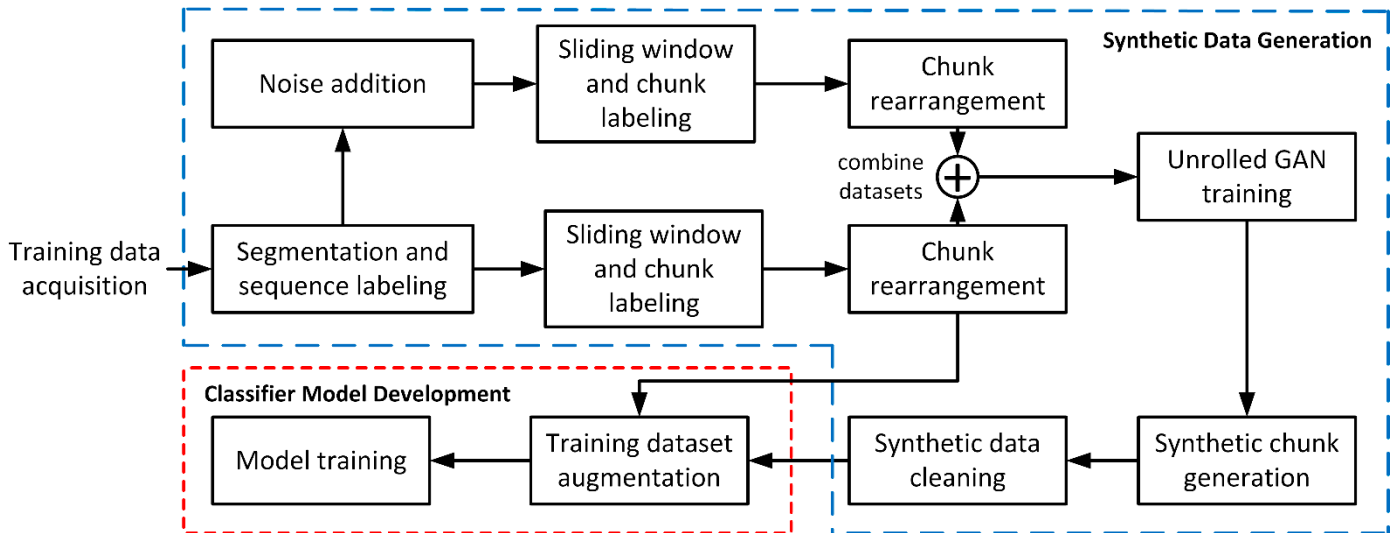 Synthetic Data Generation
Noise addition
Sliding window
and chunk
labeling
Chunk
rearrangement
combine
datasets
+
Unrolled GAN
training
Training data
acquisition
Segmentation and
sequence labeling
Sliding window
and chunk
labeling
Chunk
rearrangement
Classifier Model Development
Model training
Training dataset
augmentation
Synthetic data
cleaning
Synthetic chunk
generation